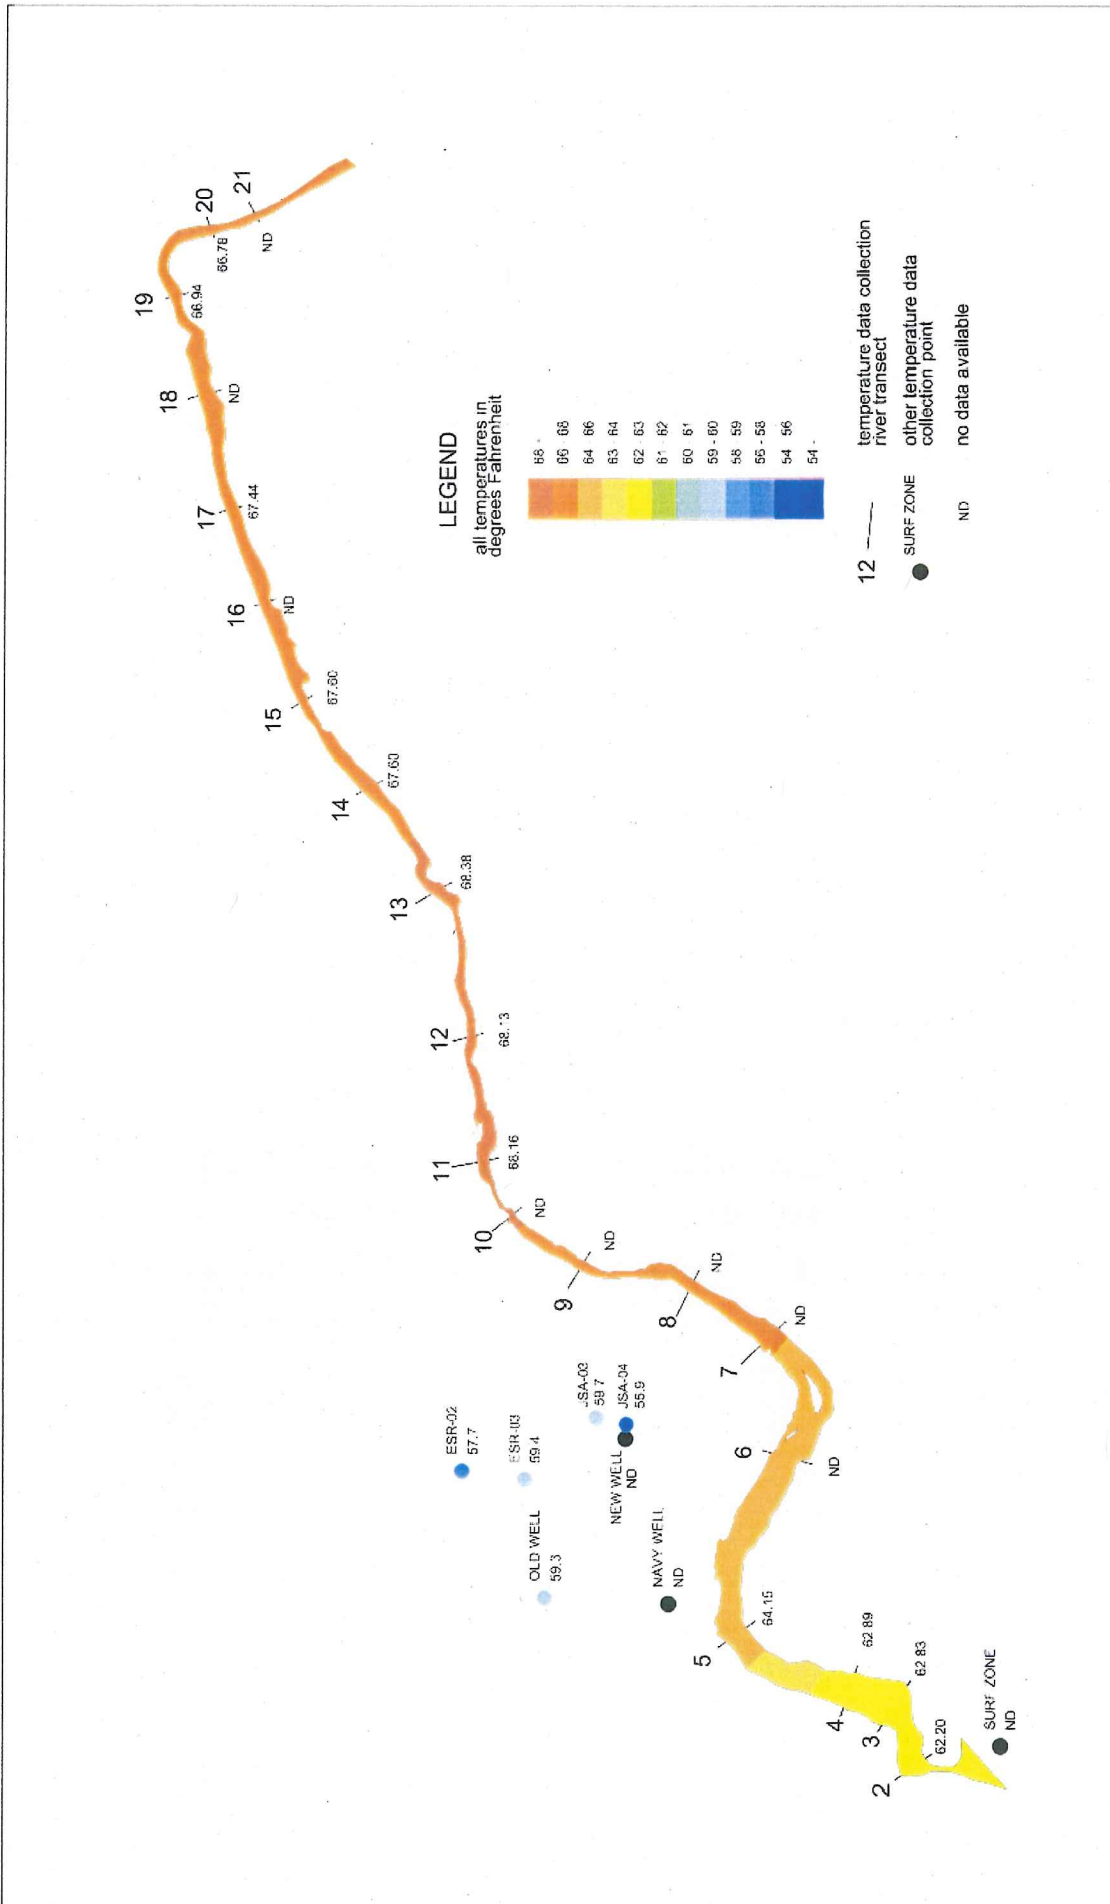 21
ND
20
66.78
19
66.94
18
ND
17
67.44
16
ND
15
67.60
14
67.60
13
68.38
12
68.13
11
68.16
10
ND
9
ND
8
ND
7
ND
6
ND
5
64.15
4
62.89
3
62.83
2
62.20
SURF ZONE
ND
ESR-02
57.7
ESR-03
59.4
OLD WELL
59.3
JSA-03
59.7
JSA-04
55.9
NEW WELL
ND
NAVY WELL
ND
LEGEND
all temperatures in
degrees Fahrenheit
68 +
66 - 68
64 - 66
63 - 64
62 - 63
61 - 62
60 - 61
59 - 60
58 - 59
56 - 58
54 - 56
54 -
12
temperature data collection
river transect
SURF ZONE
other temperature data
collection point
ND
no data available